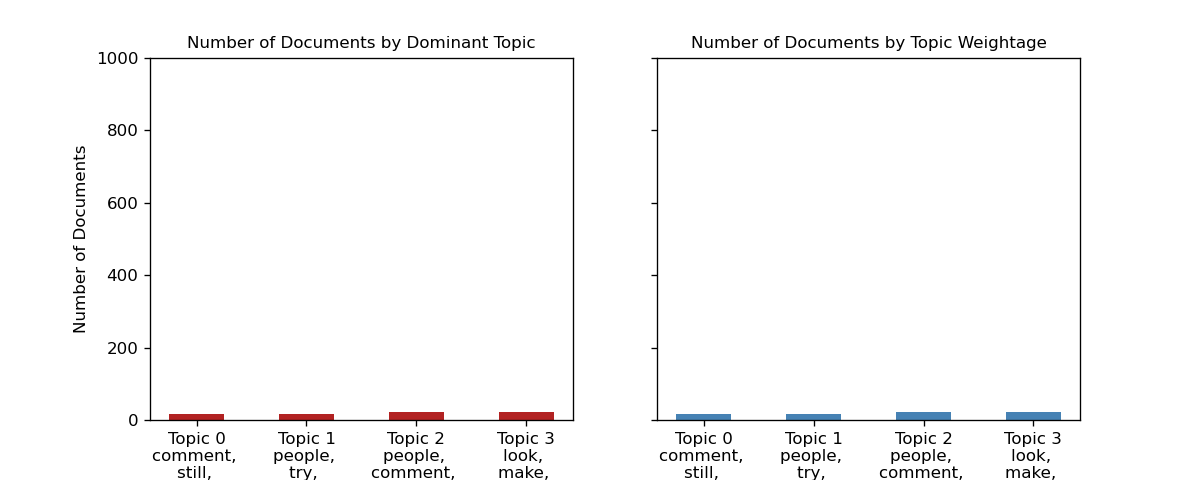 Number of Documents by Dominant Topic
Number of Documents by Topic Weightage
1000
800
600
400
200
0
Number of Documents
Topic 0 Topic 1 Topic 2 Topic 3
comment, people, people, look,
still, try, comment, make,
Topic 0 Topic 1 Topic 2 Topic 3
comment, people, people, look,
still, try, comment, make,